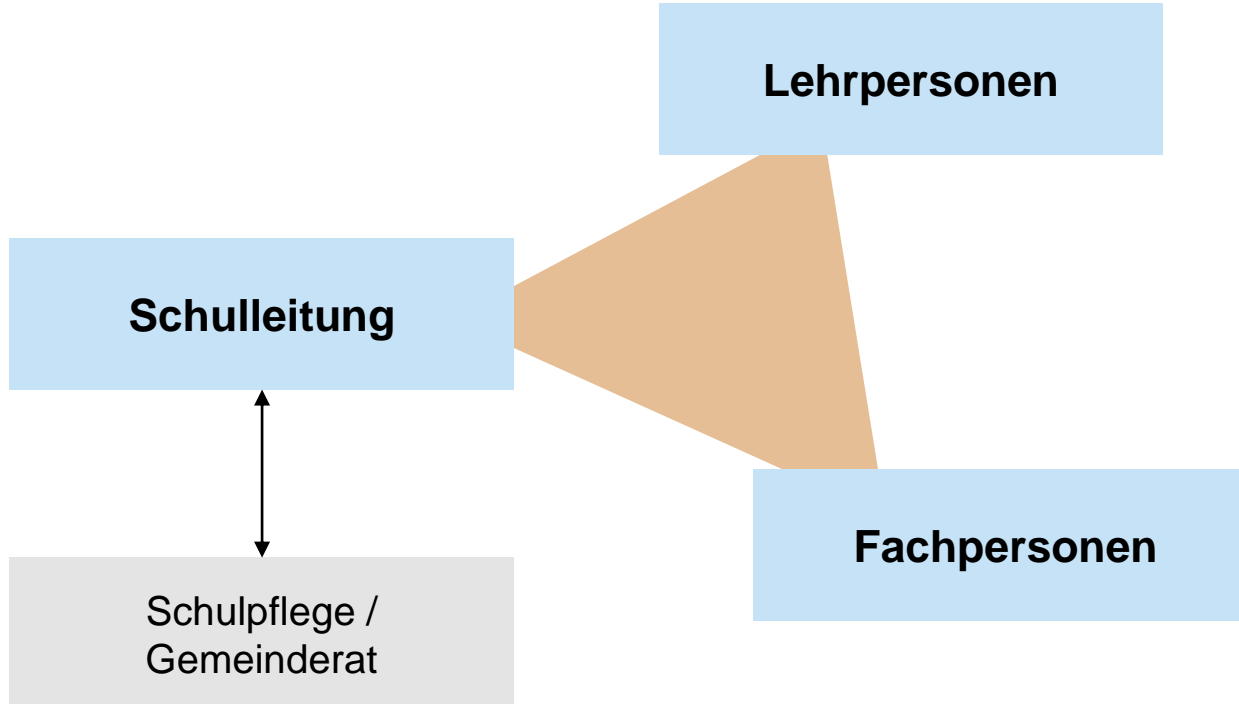 Lehrpersonen
Schulleitung
Fachpersonen
Schulpflege /
Gemeinderat